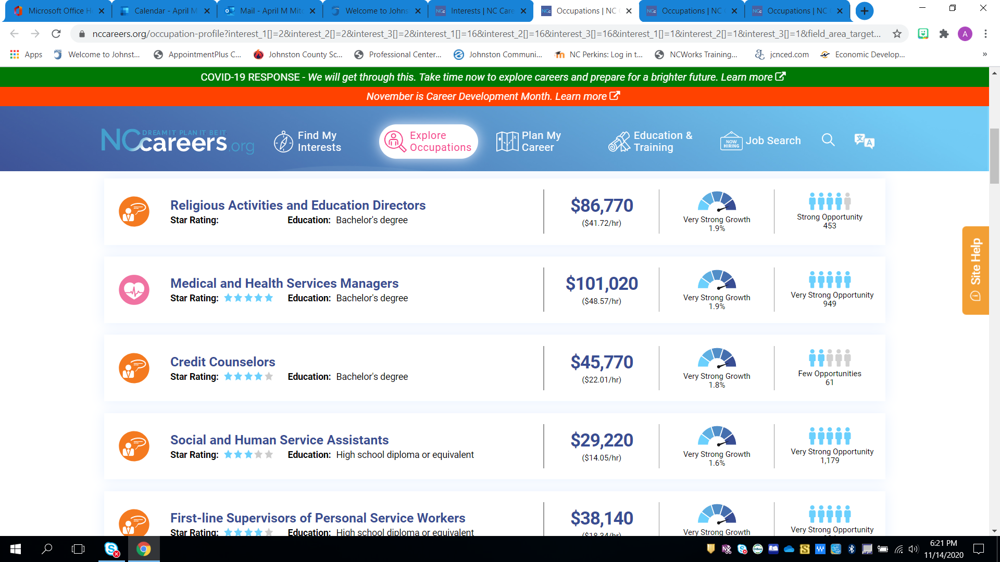 Microsoft Office H
Calendar - April M
Mail - April M Mitc
Welcome to Johns
Interests | NC Care
Occupations | NC
Occupations | NC
Occupations | NC
nccareers.org/occupation-profile?interest_1[]=2&interest_2[]=2&interest_3[]=2&interest_1[]=16&interest_2[]=16&interest_3[]=16&interest_1[]=1&interest_2[]=1&interest_3[]=1&field_area_target...
A
Apps
Welcome to Johnst...
AppointmentPlus C...
Johnston County Sc...
Professional Center...
Johnston Communi...
NC Perkins: Log in t...
NCWorks Training...
jcnced.com
Economic Develop...
»
COVID-19 RESPONSE - We will get through this. Take time now to explore careers and prepare for a brighter future. Learn more
November is Career Development Month. Learn more
DREAM IT PLAN IT BE IT
NCcareers.org
Find My
Interests
Explore
Occupations
Plan My
Career
Education &
Training
NOW
HIRING
Job Search
A
Religious Activities and Education Directors
Star Rating:
Education: Bachelor's degree
$86,770
($41.72/hr)
Very Strong Growth
1.9%
Strong Opportunity
453
Medical and Health Services Managers
Star Rating:
Education: Bachelor's degree
$101,020
($48.57/hr)
Very Strong Growth
1.9%
Very Strong Opportunity
949
Credit Counselors
Star Rating:
Education: Bachelor's degree
$45,770
($22.01/hr)
Very Strong Growth
1.8%
Few Opportunities
61
Social and Human Service Assistants
Star Rating:
Education: High school diploma or equivalent
$29,220
($14.05/hr)
Very Strong Growth
1.6%
Very Strong Opportunity
1,179
First-line Supervisors of Personal Service Workers
Star Rating:
Education: High school diploma or equivalent
$38,140
($18.34/hr)
Very Strong Growth
Very Strong Opportunity
Site Help
6:21 PM
11/14/2020